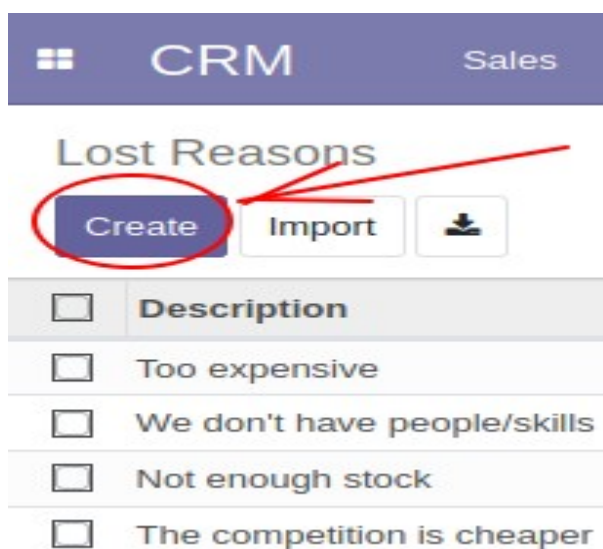 CRM Sales
Lost Reasons
Create Import
Description
Too expensive
We don't have people/skills
Not enough stock
The competition is cheaper